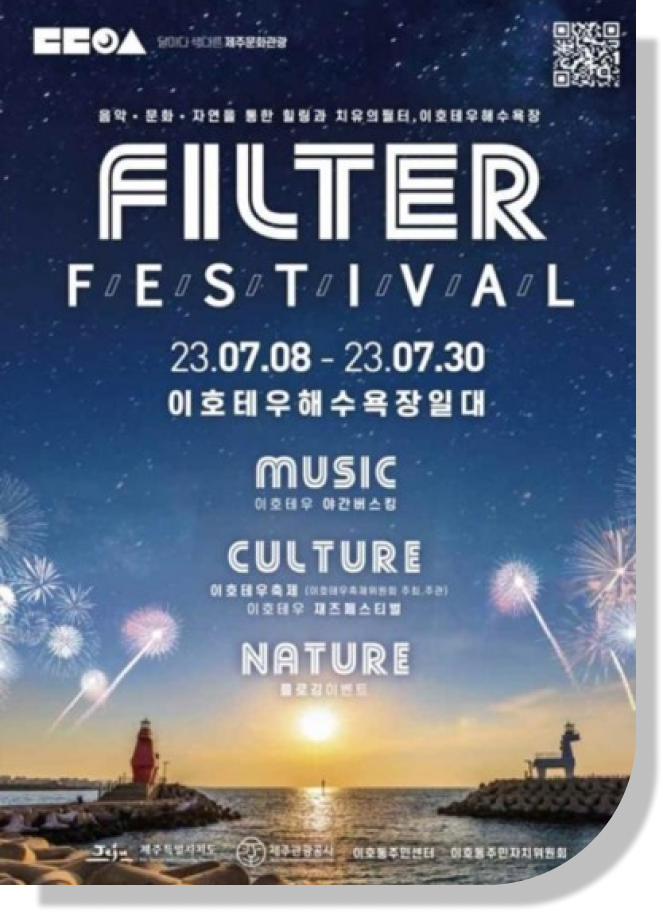 달마다 색다른 제주문화관광
음악 • 문화 • 자연을 통한 힐링과 치유의필터,이호테우해수욕장
FILTER
F/E/S/T/I/V/A/L
23.07.08 - 23.07.30
이호테우해수욕장일대
MUSIC
이호테우 야간버스킹
CULTURE
이호테우축제 (이호테우축제위원회 주최,주관)
이호테우 재즈페스티벌
NATURE
플로깅이벤트
Jeju 제주특별자치도 제주관광공사 이호동주민센터 이호동주민자치위원회